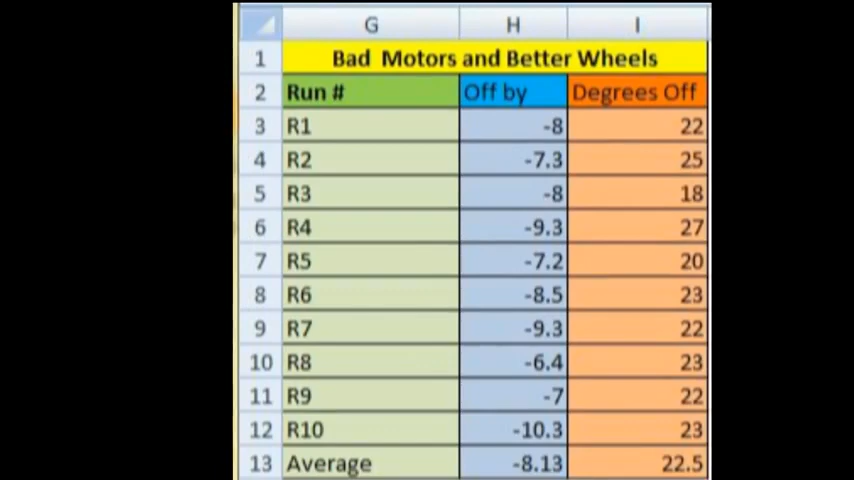 G H I
1 Bad Motors and Better Wheels
2 Run # Off by Degrees Off
3 R1 -8 22
4 R2 -7.3 25
5 R3 -8 18
6 R4 -9.3 27
7 R5 -7.2 20
8 R6 -8.5 23
9 R7 -9.3 22
10 R8 -6.4 23
11 R9 -7 22
12 R10 -10.3 23
13 Average -8.13 22.5